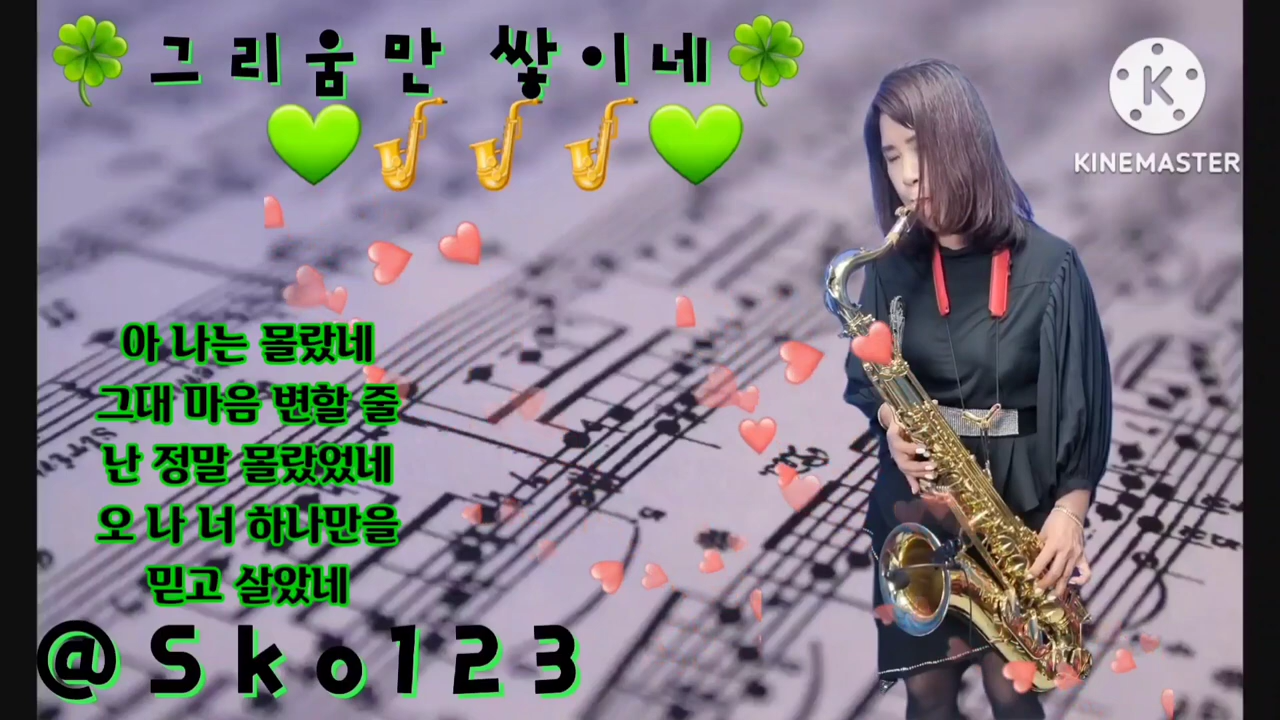 🍀그리움만 쌓이네🍀
💚🎷🎷🎷💚
KINEMASTER
아 나는 몰랐네
그대 마음 변할 줄
난 정말 몰랐었네
오 나 너 하나만을
믿고 살았네
@Sko123